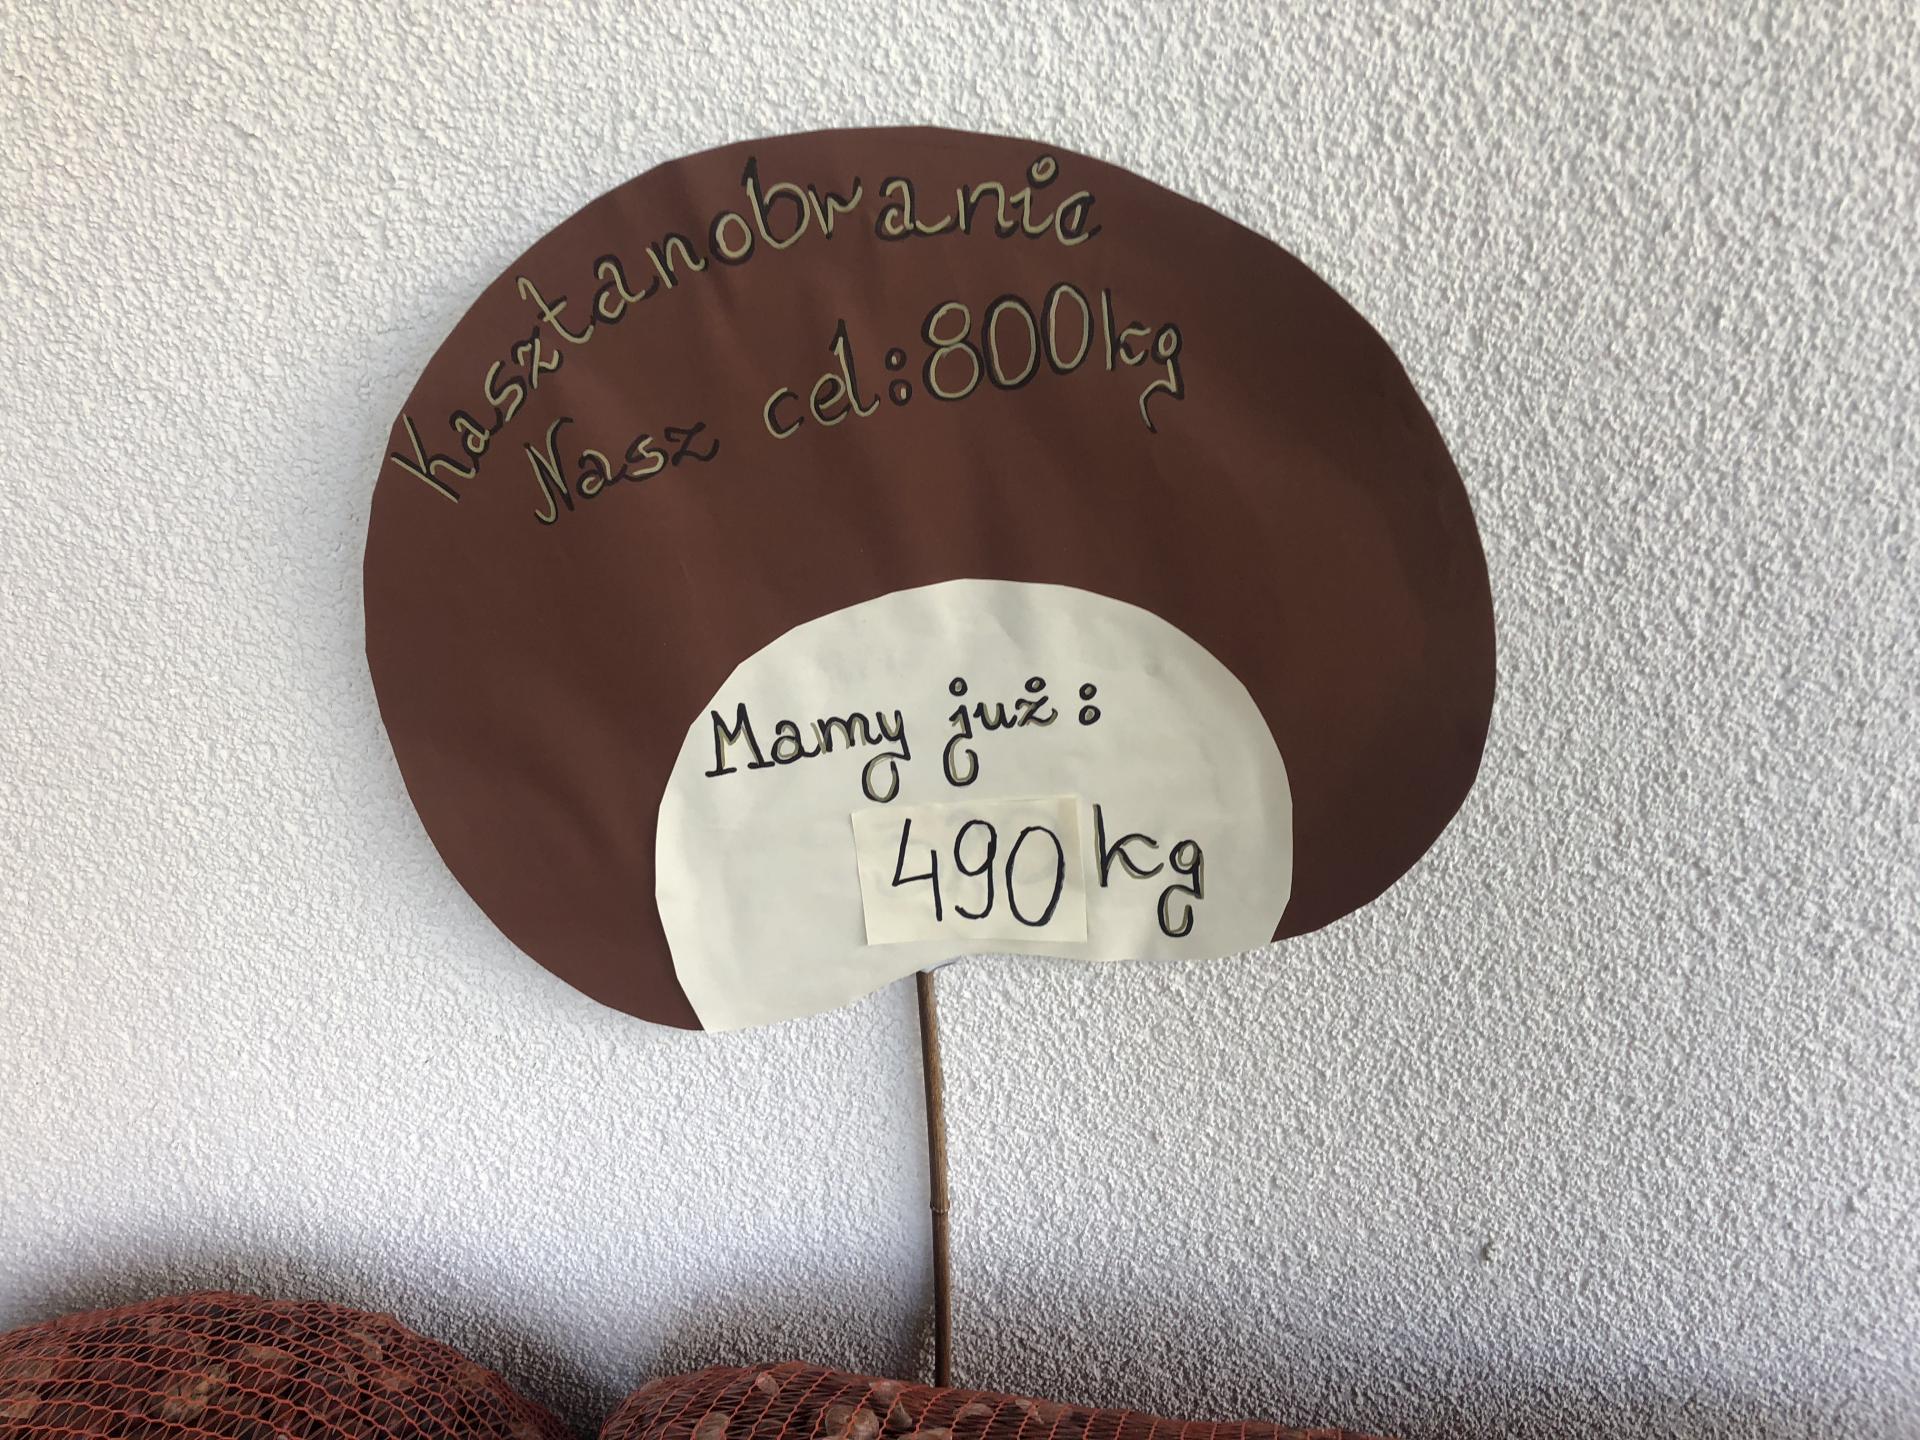 Kasztanobranie
Nasz cel: 800kg
Mamy już:
490 kg